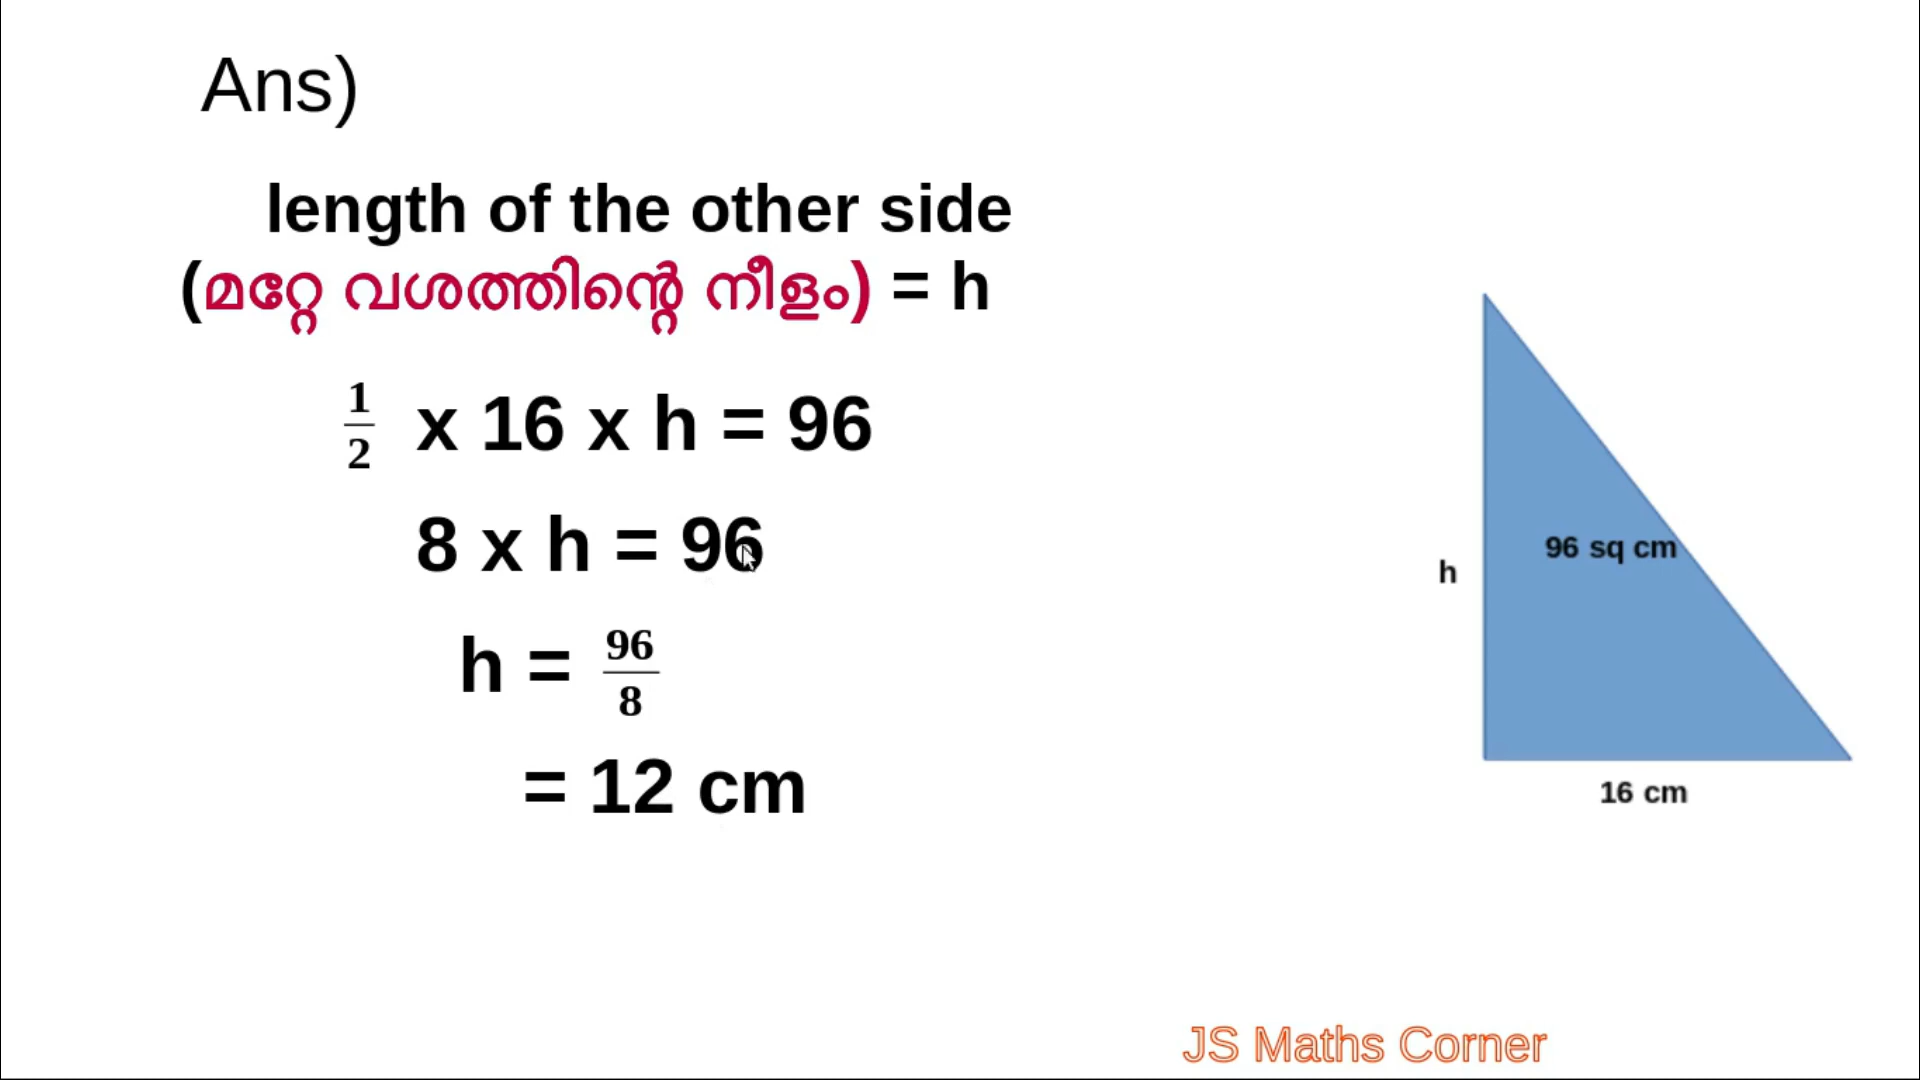 Ans)
length of the other side
(മറ്റേ വശത്തിന്റെ നീളം) = h
1/2 x 16 x h = 96
8 x h = 96
h = 96/8
= 12 cm
96 sq cm
h
16 cm
JS Maths Corner